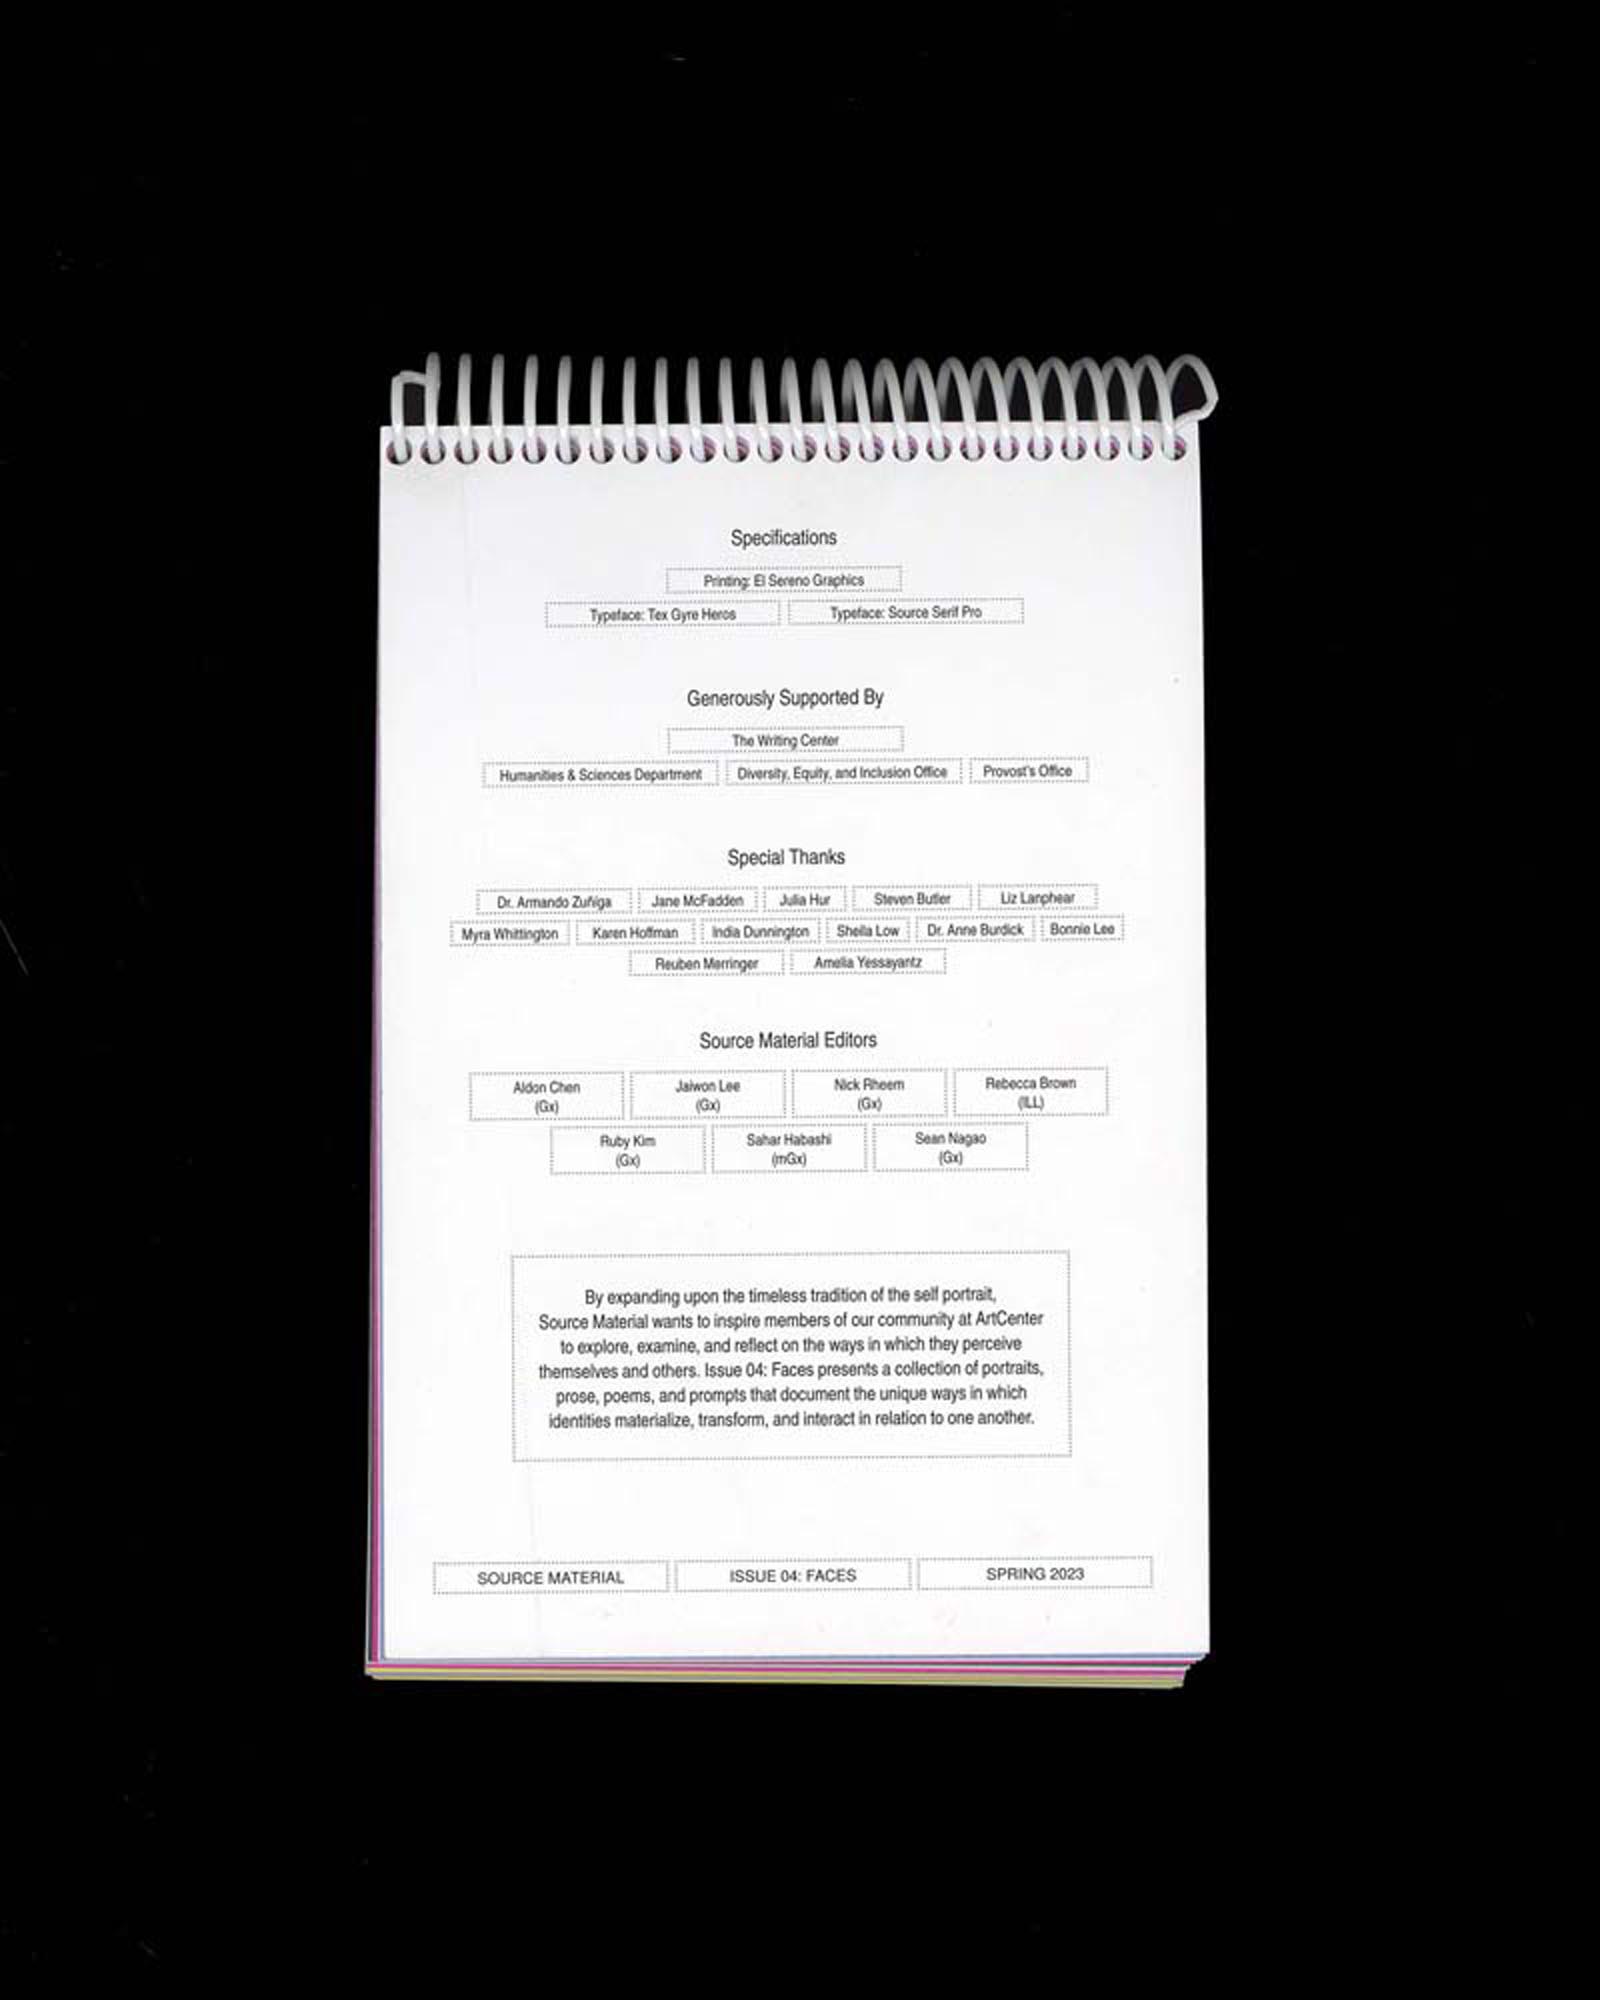 Specifications
Printing: El Sereno Graphics
Typeface: Tex Gyre Heros Typeface: Source Serif Pro
Generously Supported By
The Writing Center
Humanities & Sciences Department Diversity, Equity, and Inclusion Office Provost's Office
Special Thanks
Dr. Armando Zuñiga Jane McFadden Julia Hur Steven Butler Liz Lanphear
Myra Whittington Karen Hoffman India Dunnington Sheila Low Dr. Anne Burdick Bonnie Lee
Reuben Merringer Amelia Yessayantz
Source Material Editors
Aldon Chen Jaiwon Lee Nick Rheem Rebecca Brown
(Gx) (Gx) (Gx) (ILL)
Ruby Kim Sahar Habashi Sean Nagao
(Gx) (mGx) (Gx)
By expanding upon the timeless tradition of the self portrait,
Source Material wants to inspire members of our community at ArtCenter
to explore, examine, and reflect on the ways in which they perceive
themselves and others. Issue 04: Faces presents a collection of portraits,
prose, poems, and prompts that document the unique ways in which
identities materialize, transform, and interact in relation to one another.
SOURCE MATERIAL ISSUE 04: FACES SPRING 2023